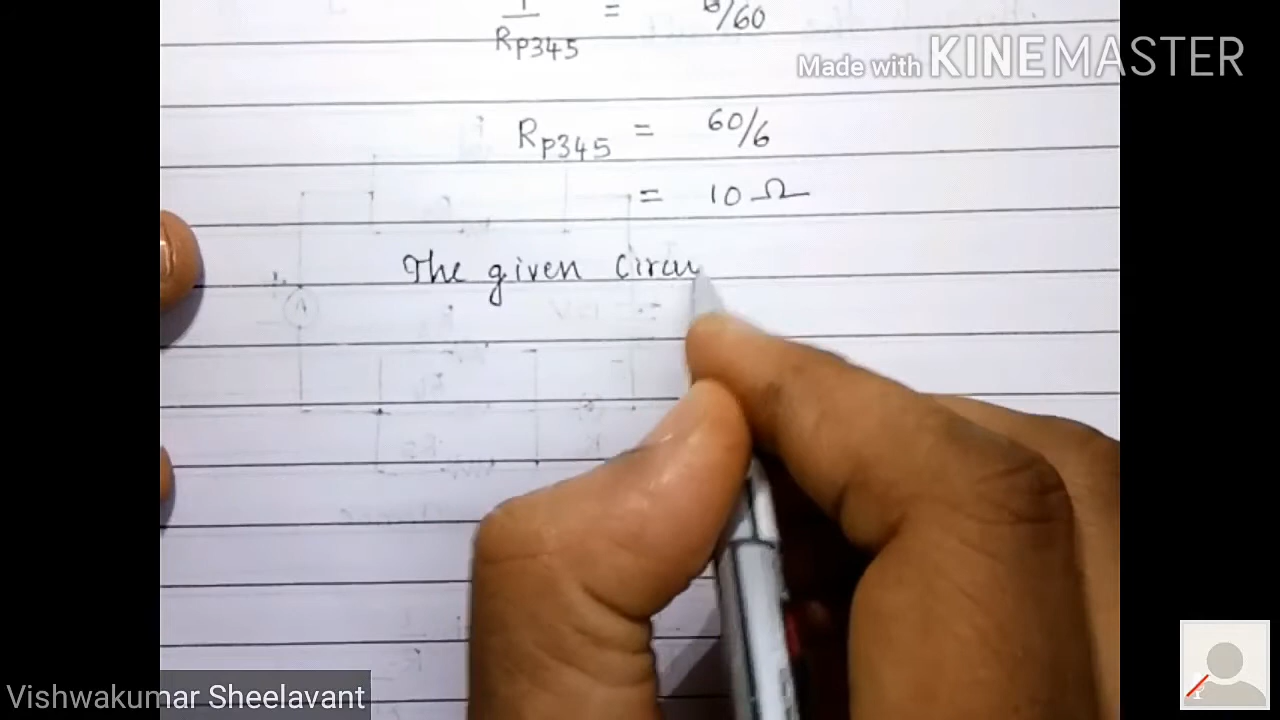 1/RP345 = 6/60
Made with KINEMASTER
RP345 = 60/6
= 10 Ω
The given Circu
Vishwakumar Sheelavant